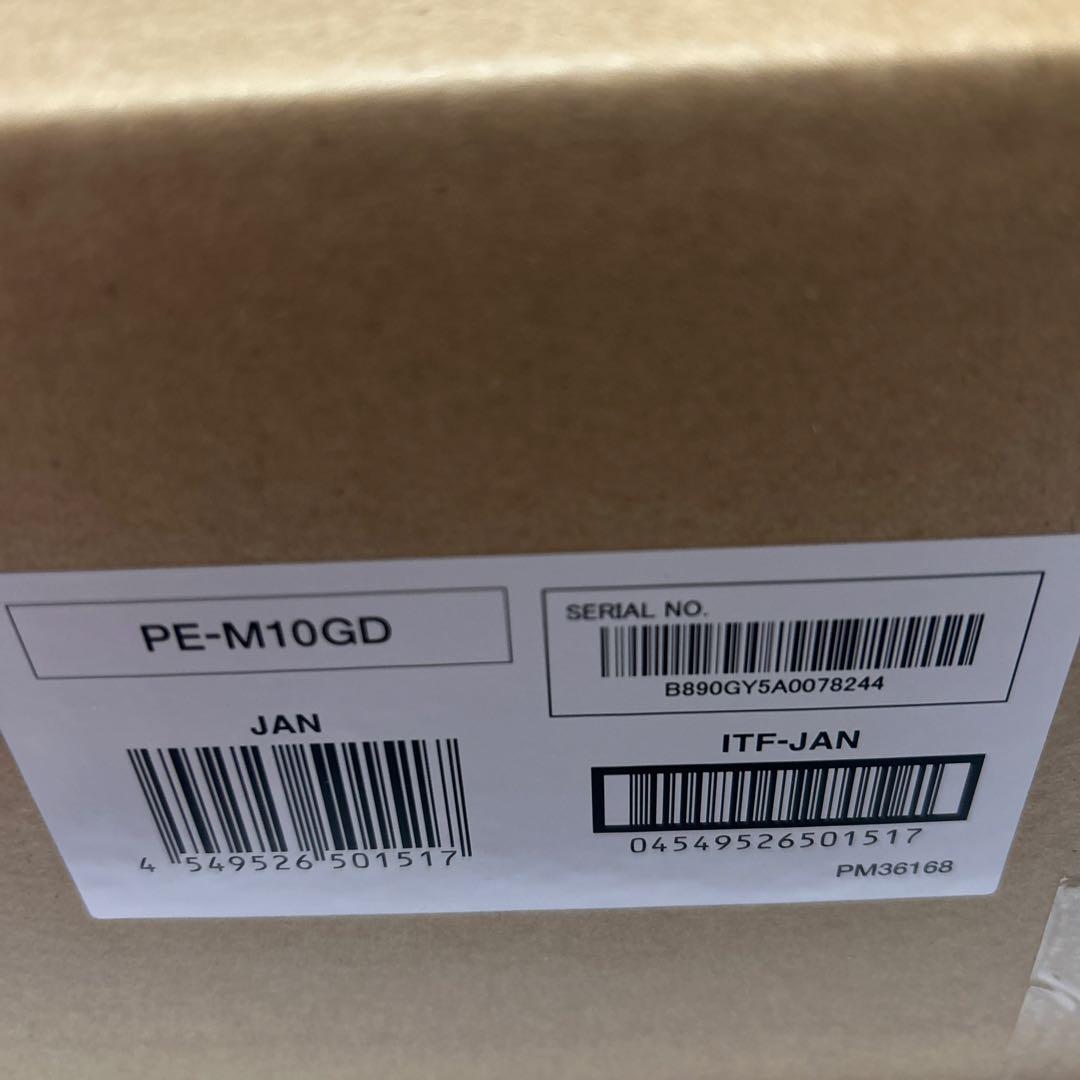 PE-M10GD
SERIAL NO.
B890GY5A0078244
JAN
4 549526 501517
ITF-JAN
04549526501517
PM36168